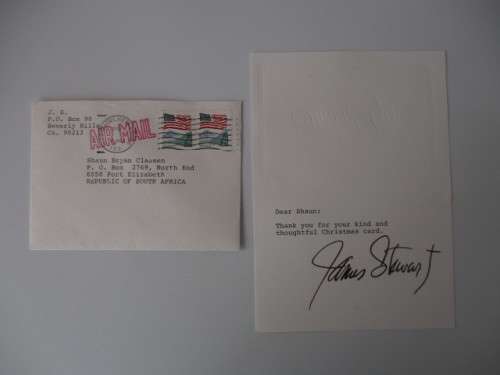 J. S.
P.O. Box 90
Beverly Hills
Ca. 90213
AIR MAIL
Shaun Bryan Clausen
P. O. Box 2769, North End
6056 Port Elizabeth
REPUBLIC OF SOUTH AFRICA
Dear Shaun:
Thank you for your kind and
thoughtful Christmas card.
James Stewart